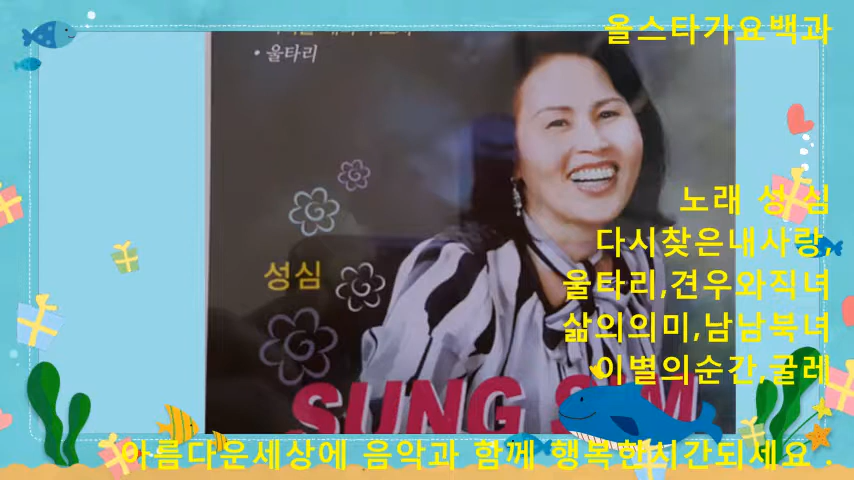 욜스타가요백과
• 울타리
노래 성 심
다시찾은내사랑,
성심
울타리,견우와직녀
삶의의미,남남북녀
이별의순간,굴레
SUNG SIM
아름다운세상에 음악과 함께 행복한시간되세요 .